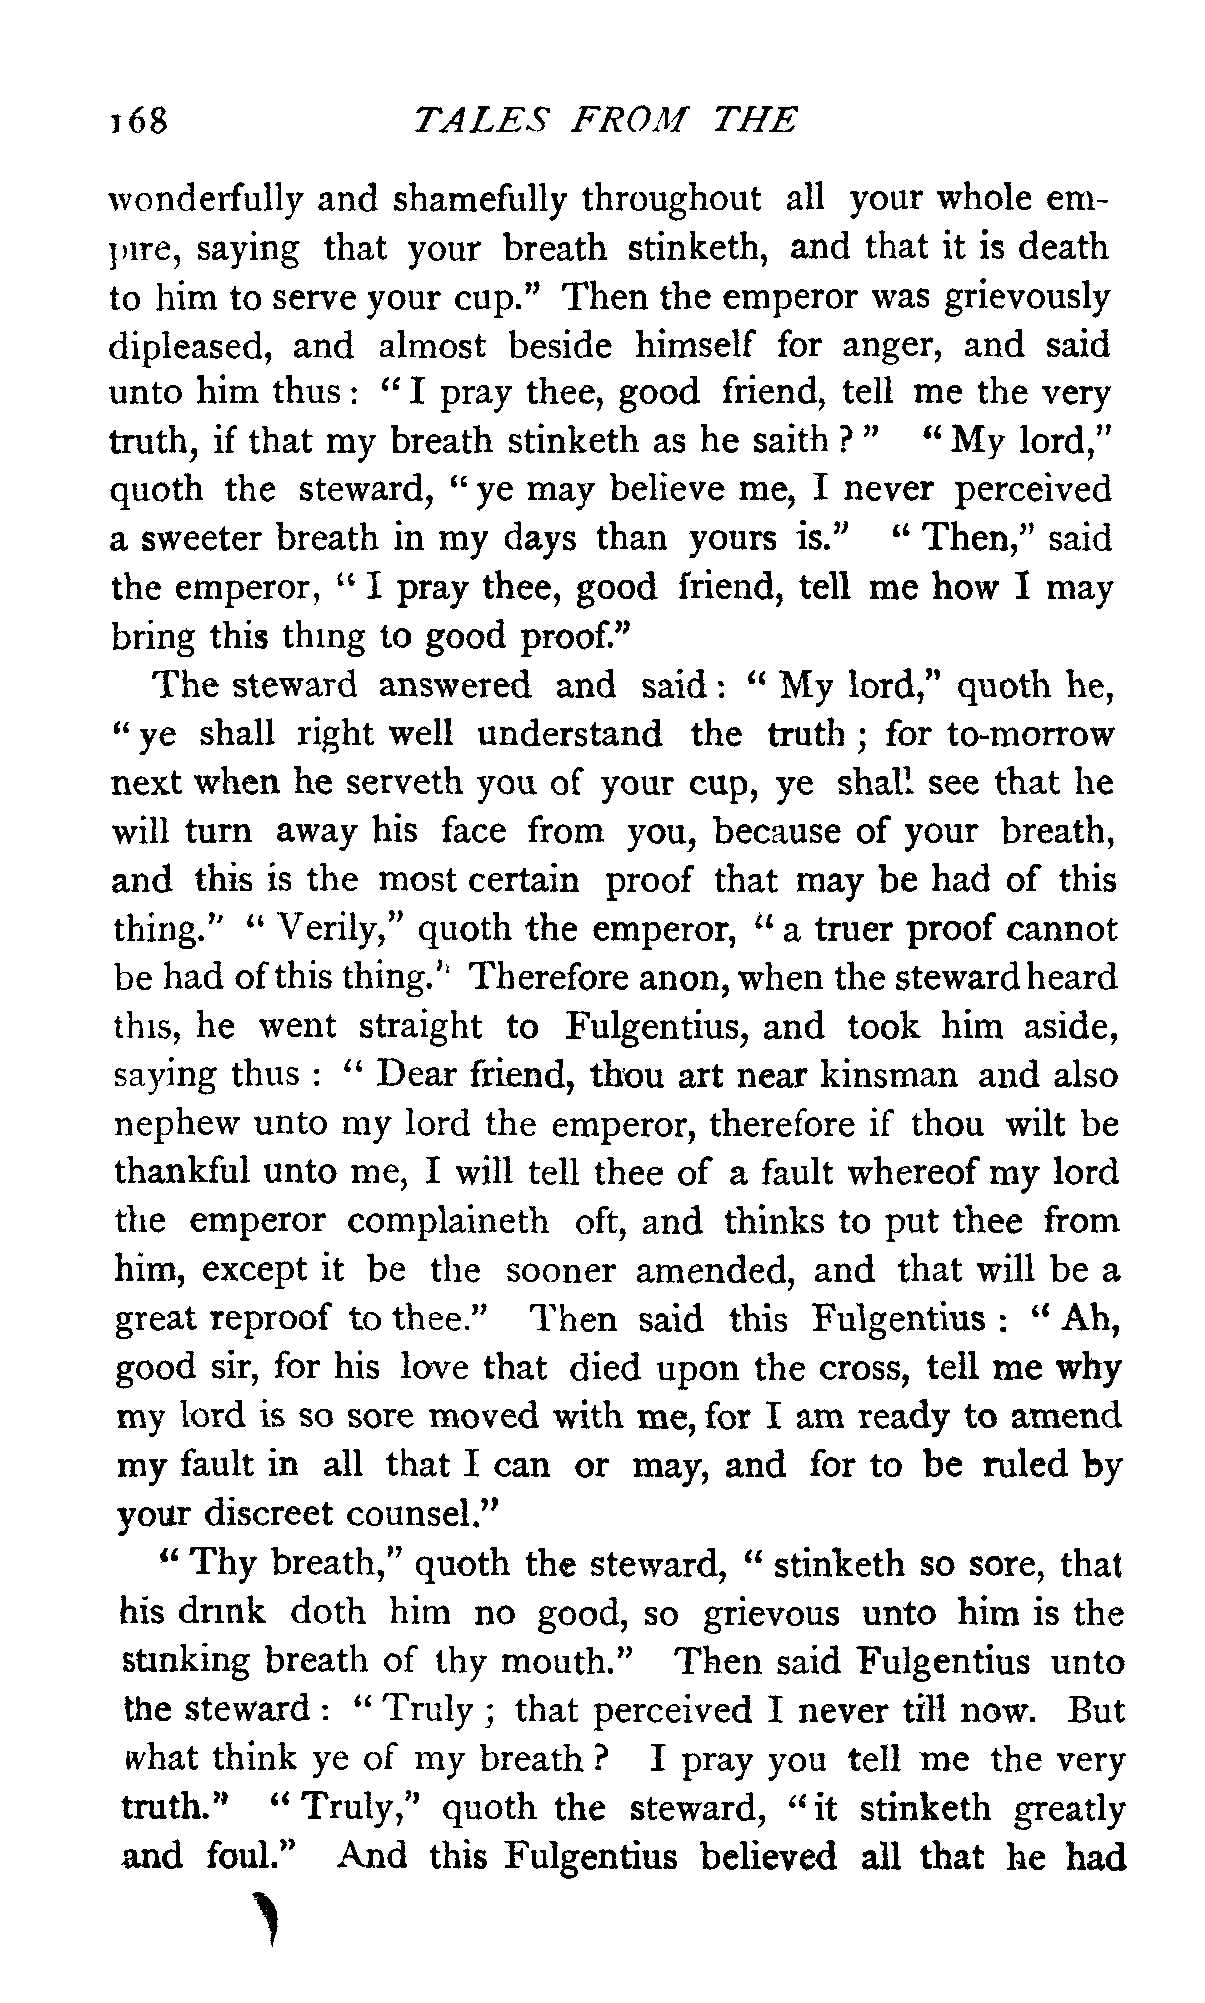 168 TALES FROM THE
wonderfully and shamefully throughout all your whole em-
pire, saying that your breath stinketh, and that it is death
to him to serve your cup." Then the emperor was grievously
dipleased, and almost beside himself for anger, and said
unto him thus : " I pray thee, good friend, tell me the very
truth, if that my breath stinketh as he saith ? " " My lord,"
quoth the steward, " ye may believe me, I never perceived
a sweeter breath in my days than yours is." " Then," said
the emperor, " I pray thee, good friend, tell me how I may
bring this thing to good proof."
The steward answered and said : " My lord," quoth he,
" ye shall right well understand the truth ; for to-morrow
next when he serveth you of your cup, ye shall see that he
will turn away his face from you, because of your breath,
and this is the most certain proof that may be had of this
thing." " Verily," quoth the emperor, " a truer proof cannot
be had of this thing." Therefore anon, when the steward heard
this, he went straight to Fulgentius, and took him aside,
saying thus : " Dear friend, thou art near kinsman and also
nephew unto my lord the emperor, therefore if thou wilt be
thankful unto me, I will tell thee of a fault whereof my lord
the emperor complaineth oft, and thinks to put thee from
him, except it be the sooner amended, and that will be a
great reproof to thee." Then said this Fulgentius : " Ah,
good sir, for his love that died upon the cross, tell me why
my lord is so sore moved with me, for I am ready to amend
my fault in all that I can or may, and for to be ruled by
your discreet counsel."
" Thy breath," quoth the steward, " stinketh so sore, that
his drink doth him no good, so grievous unto him is the
stinking breath of thy mouth." Then said Fulgentius unto
the steward : " Truly ; that perceived I never till now. But
what think ye of my breath ? I pray you tell me the very
truth." " Truly," quoth the steward, " it stinketh greatly
and foul." And this Fulgentius believed all that he had